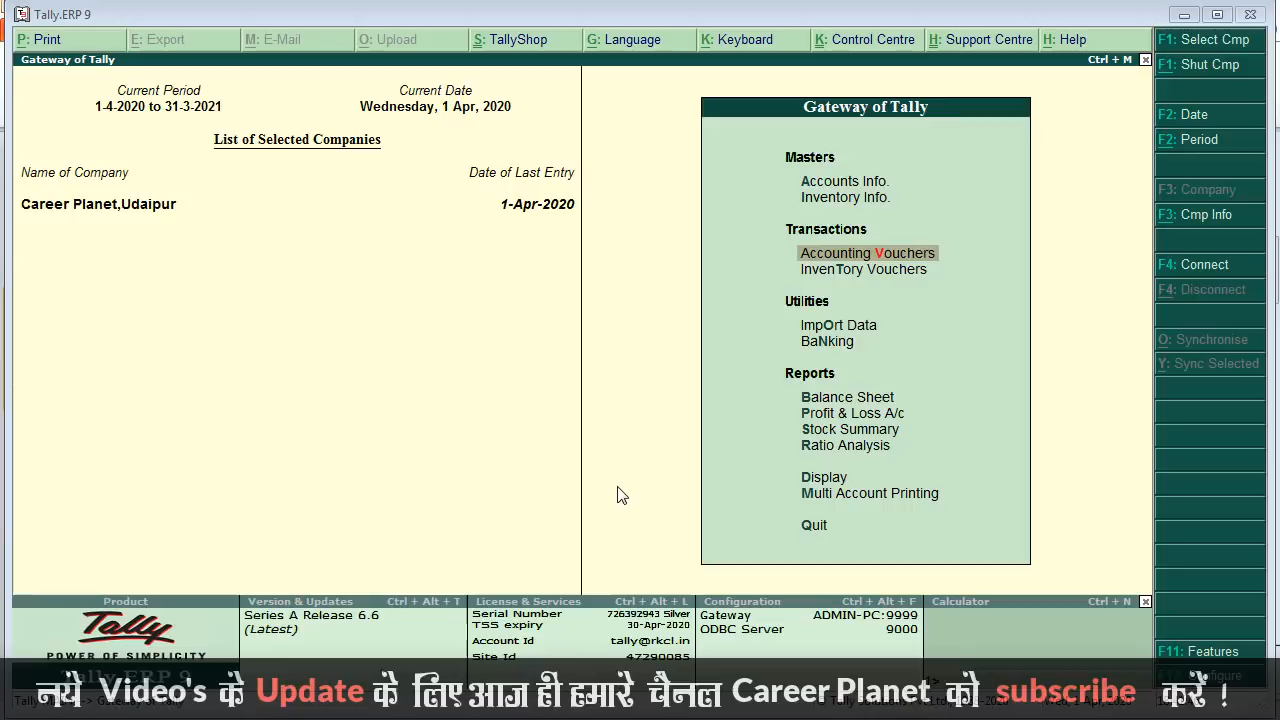 Tally.ERP 9
P: Print
E: Export
M: E-Mail
O: Upload
S: TallyShop
G: Language
K: Keyboard
K: Control Centre
H: Support Centre
H: Help
Gateway of Tally
Ctrl + M
Current Period
1-4-2020 to 31-3-2021
Current Date
Wednesday, 1 Apr, 2020
List of Selected Companies
Name of Company
Date of Last Entry
Career Planet,Udaipur
1-Apr-2020
Gateway of Tally
Masters
Accounts Info.
Inventory Info.
Transactions
Accounting Vouchers
InvenTory Vouchers
Utilities
ImpOrt Data
BaNking
Reports
Balance Sheet
Profit & Loss A/c
Stock Summary
Ratio Analysis
Display
Multi Account Printing
Quit
F1: Select Cmp
F1: Shut Cmp
F2: Date
F2: Period
F3: Company
F3: Cmp Info
F4: Connect
F4: Disconnect
O: Synchronise
Y: Sync Selected
F11: Features
Product
Tally
POWER OF SIMPLICITY
Tally.ERP 9
Version & Updates
Ctrl + Alt + T
Series A Release 6.6
(Latest)
License & Services
Ctrl + Alt + L
Serial Number
726392943 Silver
TSS expiry
30-Apr-2020
Account Id
tally@rkcl.in
Site Id
47290085
Configuration
Ctrl + Alt + F
Gateway
ADMIN-PC:9999
ODBC Server
9000
Calculator
Ctrl + N
नये Video's के Update के लिए आज ही हमारे चैनल Career Planet को subscribe करें !